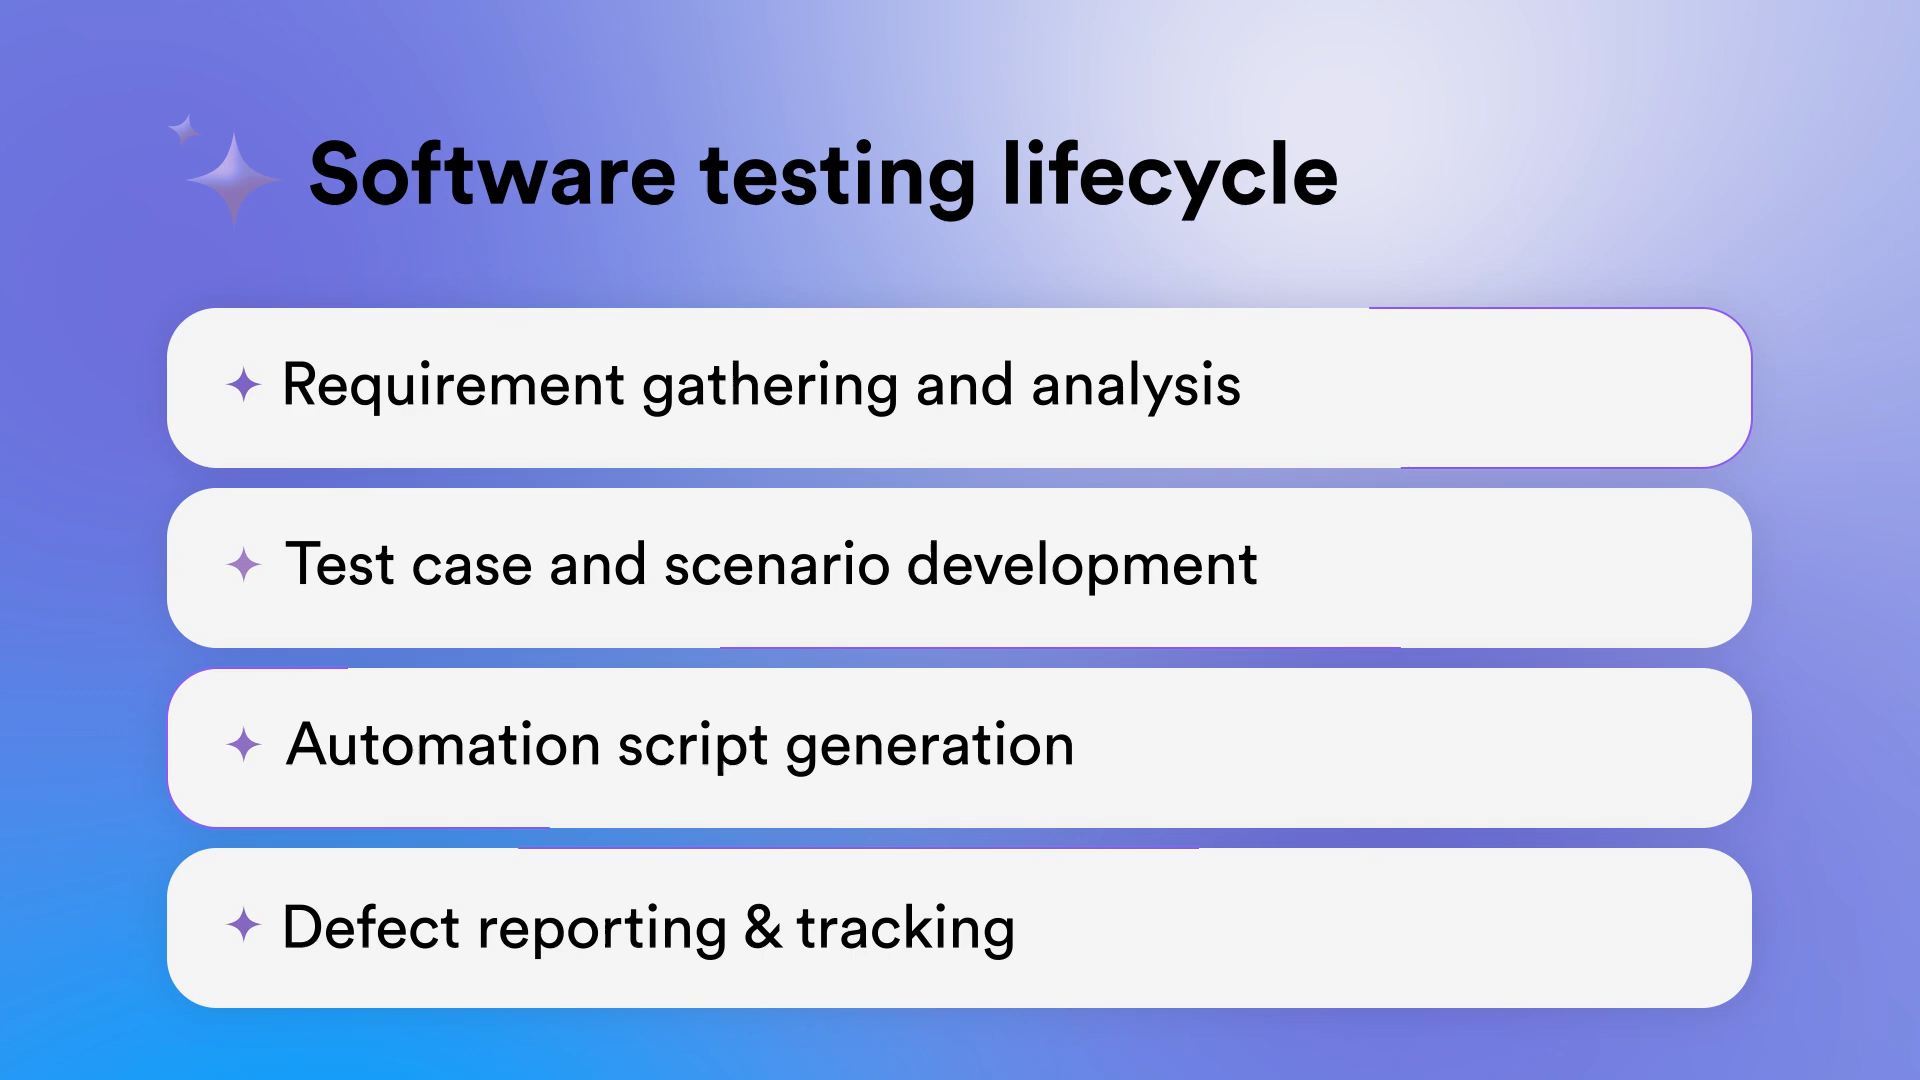 Software testing lifecycle
Requirement gathering and analysis
Test case and scenario development
Automation script generation
Defect reporting & tracking